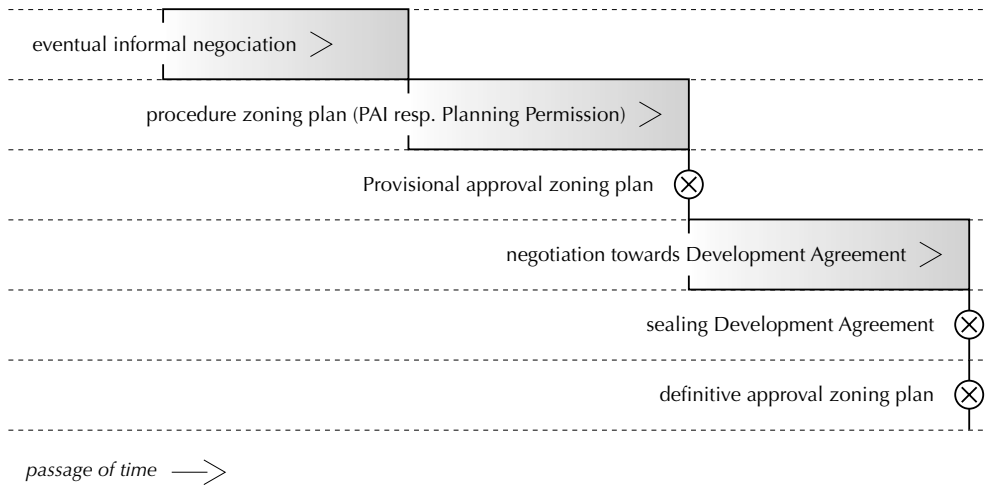 eventual informal negociation
procedure zoning plan (PAI resp. Planning Permission)
Provisional approval zoning plan
negotiation towards Development Agreement
sealing Development Agreement
definitive approval zoning plan
passage of time